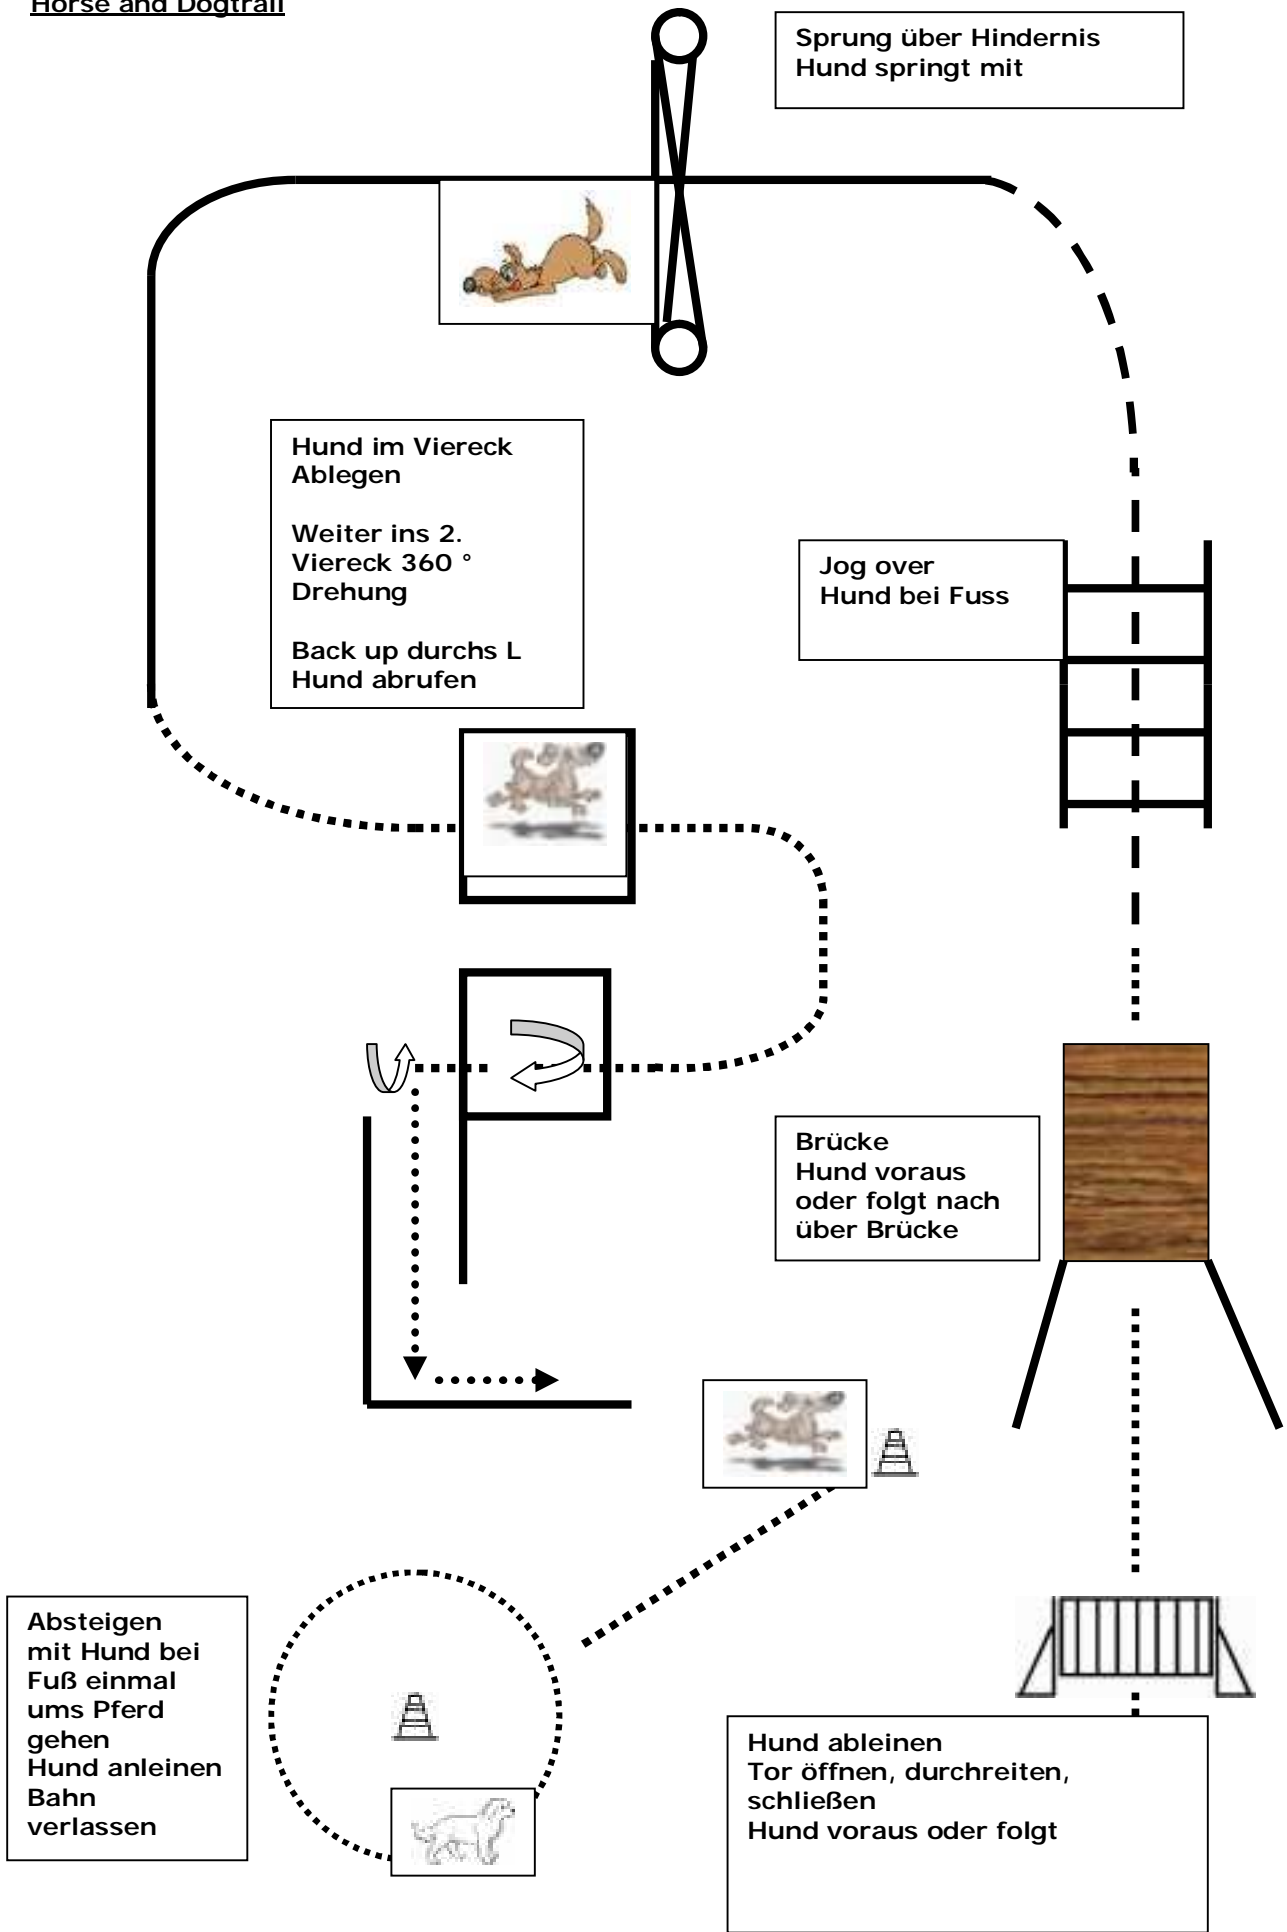 Horse and Dogtrail
Sprung über Hindernis
Hund springt mit
Hund im Viereck
Ablegen
Weiter ins 2.
Viereck 360 °
Drehung
Back up durchs L
Hund abrufen
Jog over
Hund bei Fuss
Brücke
Hund voraus
oder folgt nach
über Brücke
Absteigen
mit Hund bei
Fuß einmal
ums Pferd
gehen
Hund anleinen
Bahn
verlassen
Hund ableinen
Tor öffnen, durchreiten,
schließen
Hund voraus oder folgt